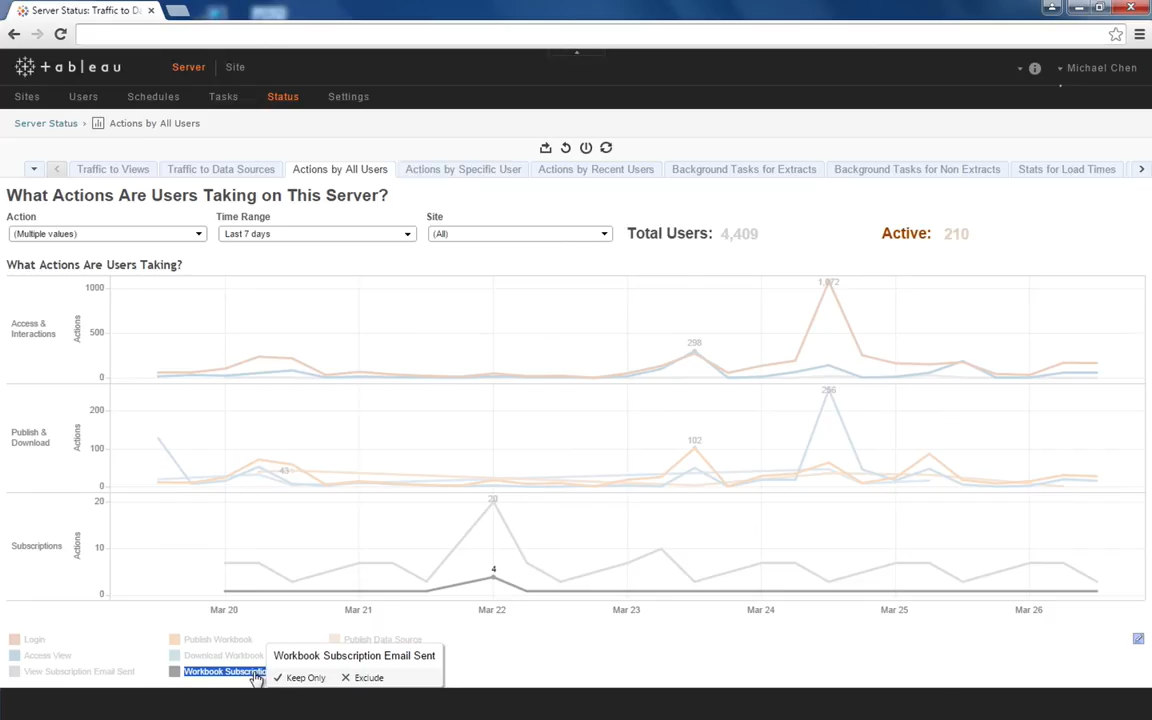 Server Status: Traffic to Da
tableau Server Site Michael Chen
Sites Users Schedules Tasks Status Settings
Server Status › Actions by All Users
Traffic to Views Traffic to Data Sources Actions by All Users Actions by Specific User Actions by Recent Users Background Tasks for Extracts Background Tasks for Non Extracts Stats for Load Times
What Actions Are Users Taking on This Server?
Action Time Range Site
(Multiple values) Last 7 days (All) Total Users: 4,409 Active: 210
What Actions Are Users Taking?
Access &
Interactions
Actions
1000
500
0
298
1,072
Publish &
Download
Actions
200
100
0
43
102
256
Subscriptions
Actions
20
10
0
20
4
Mar 20 Mar 21 Mar 22 Mar 23 Mar 24 Mar 25 Mar 26
Login Publish Workbook Publish Data Source
Access View Download Workbook
View Subscription Email Sent Workbook Subscriptio
Workbook Subscription Email Sent
Keep Only Exclude